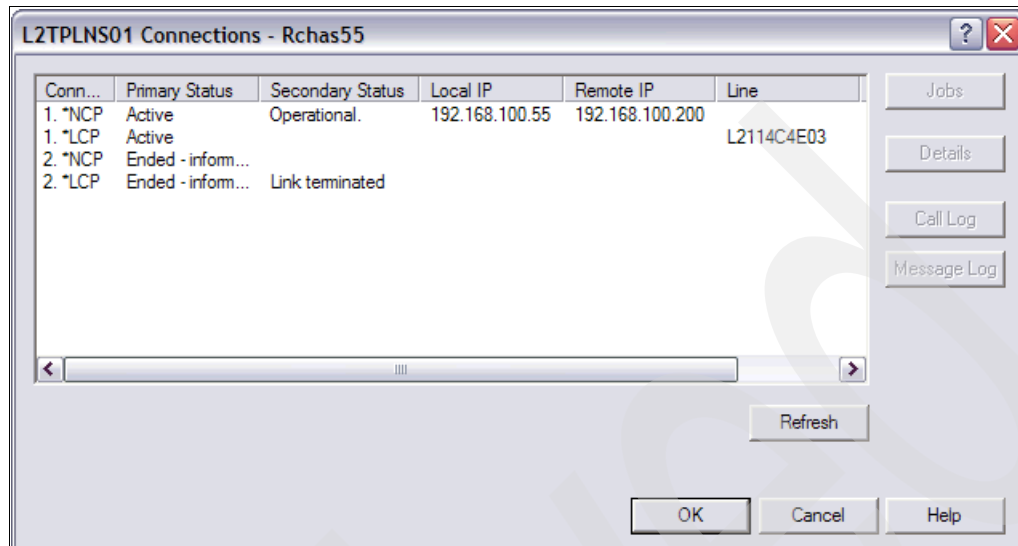 L2TPLNS01 Connections - Rchas55
Conn... Primary Status Secondary Status Local IP Remote IP Line
1. *NCP Active Operational. 192.168.100.55 192.168.100.200
1. *LCP Active L2114C4E03
2. *NCP Ended - inform...
2. *LCP Ended - inform... Link terminated
Jobs
Details
Call Log
Message Log
Refresh
OK Cancel Help